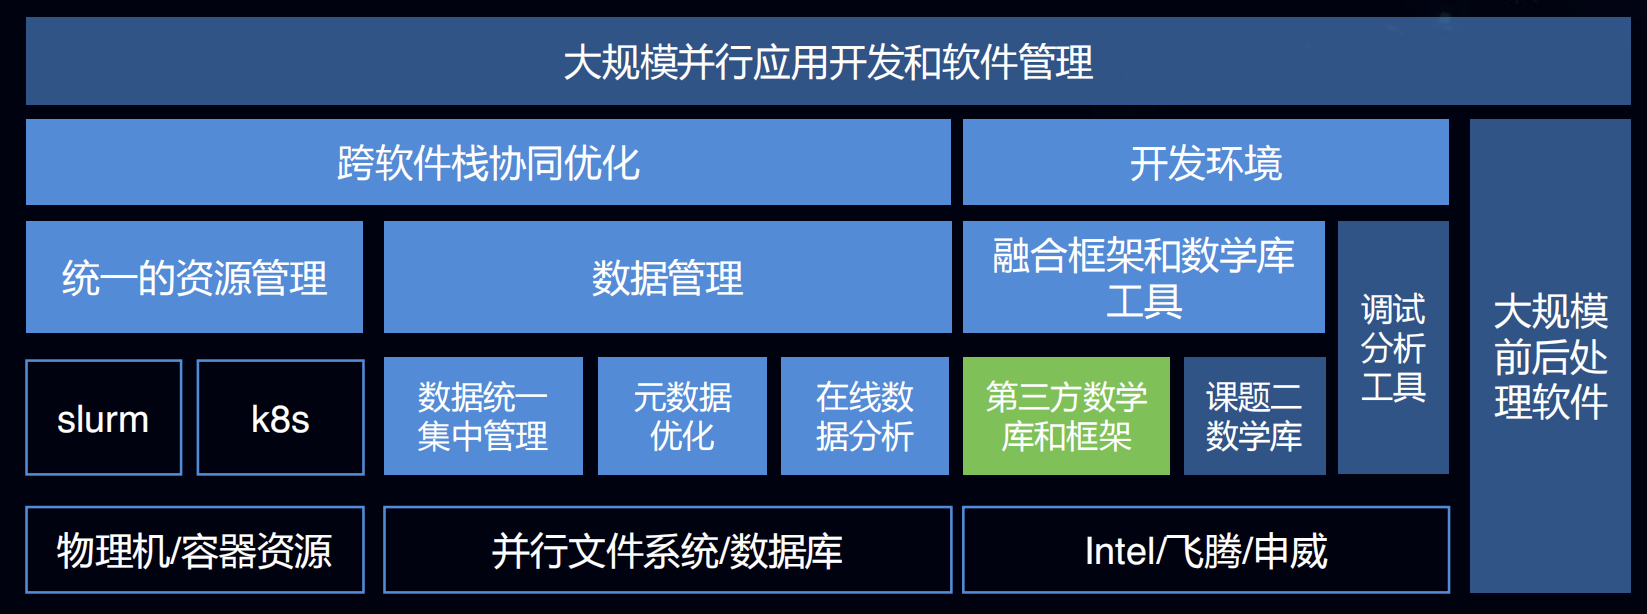 大规模并行应用开发和软件管理
跨软件栈协同优化
开发环境
统一的资源管理
数据管理
融合框架和数学库
工具
调试
分析
工具
大规模
前后处
理软件
slurm
k8s
数据统一
集中管理
元数据
优化
在线数
据分析
第三方数学
库和框架
课题二
数学库
物理机/容器资源
并行文件系统/数据库
Intel/飞腾/申威